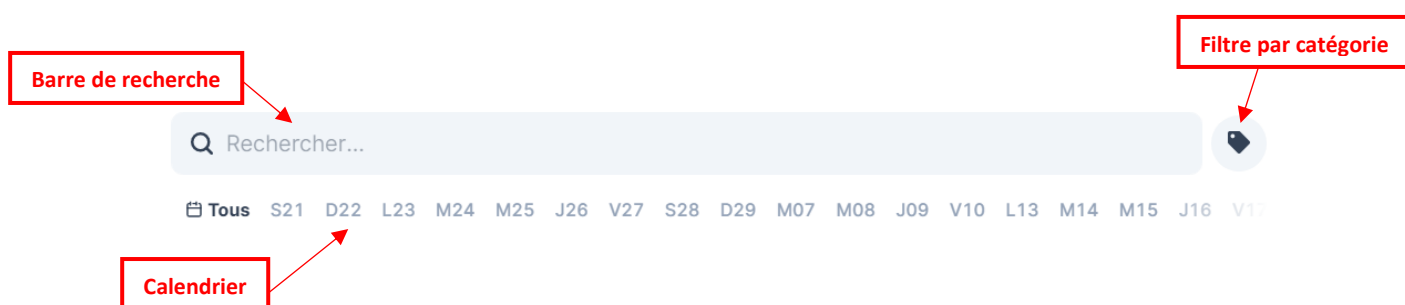 Filtre par catégorie
Barre de recherche
Rechercher...
Tous S21 D22 L23 M24 M25 J26 V27 S28 D29 M07 M08 J09 V10 L13 M14 M15 J16 V17
Calendrier